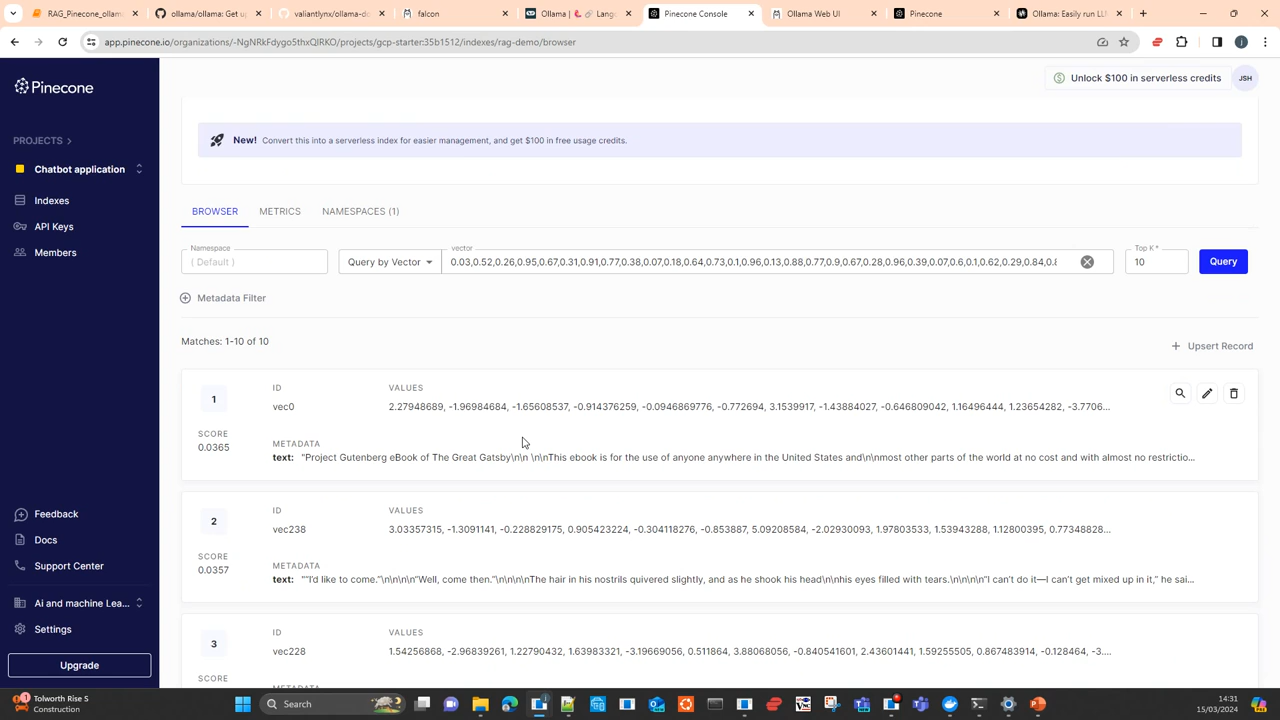 RAG_Pinecone_ollama
ollama/ollama: Get up
valiantlynx/ollama-do
falcon
Ollama | 🦜️🔗 Lang
Pinecone Console
Ollama Web UI
Pinecone
Ollama: Easily run LL
app.pinecone.io/organizations/-NgNRkFdygo5thxQIRKO/projects/gcp-starter:35b1512/indexes/rag-demo/browser
Pinecone
Unlock $100 in serverless credits
JSH
PROJECTS
Chatbot application
Indexes
API Keys
Members
New! Convert this into a serverless index for easier management, and get $100 in free usage credits.
BROWSER
METRICS
NAMESPACES (1)
Namespace
( Default )
Query by Vector
vector
0.03,0.52,0.26,0.95,0.67,0.31,0.91,0.77,0.38,0.07,0.18,0.64,0.73,0.1,0.96,0.13,0.88,0.77,0.9,0.67,0.28,0.96,0.39,0.07,0.6,0.1,0.62,0.29,0.84,0.8
Top K *
10
Query
Metadata Filter
Matches: 1-10 of 10
Upsert Record
1
ID
vec0
VALUES
2.27948689, -1.96984684, -1.65608537, -0.914376259, -0.0946869776, -0.772694, 3.1539917, -1.43884027, -0.646809042, 1.16496444, 1.23654282, -3.7706...
SCORE
0.0365
METADATA
text: "Project Gutenberg eBook of The Great Gatsby\n\n \n\nThis ebook is for the use of anyone anywhere in the United States and\n\nmost other parts of the world at no cost and with almost no restrictio...
2
ID
vec238
VALUES
3.03357315, -1.3091141, -0.228829175, 0.905423224, -0.304118276, -0.853887, 5.09208584, -2.02930093, 1.97803533, 1.53943288, 1.12800395, 0.77348828...
SCORE
0.0357
METADATA
text: "“I’d like to come.”\n\n\n\n“Well, come then.”\n\n\n\nThe hair in his nostrils quivered slightly, and as he shook his head\n\nhis eyes filled with tears.\n\n\n\n“I can’t do it—I can’t get mixed up in it,” he sai...
3
ID
vec228
VALUES
1.54256868, -2.96839261, 1.22790432, 1.63983321, -3.19669056, 0.511864, 3.88068056, -0.840541601, 2.43601441, 1.59255505, 0.867483914, -0.128464, -3....
SCORE
METADATA
Feedback
Docs
Support Center
Ai and machine Lea...
Settings
Upgrade
1
Tolworth Rise S
Construction
Search
14:31
15/03/2024